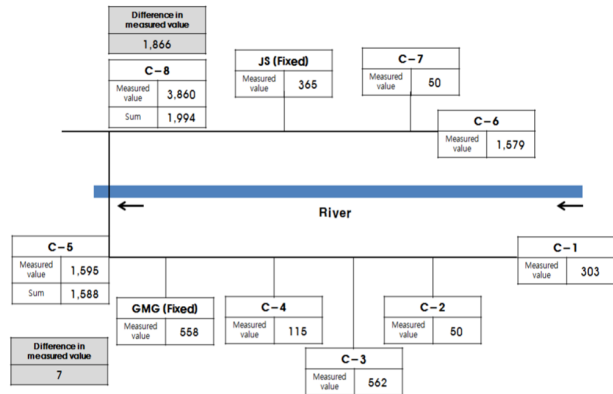 Difference in
measured value
1,866
C-8
Measured
value
3,860
Sum
1,994
JS (Fixed)
Measured
value
365
C-7
Measured
value
50
C-6
Measured
value
1,579
River
C-5
Measured
value
1,595
Sum
1,588
C-1
Measured
value
303
GMG (Fixed)
Measured
value
558
C-4
Measured
value
115
C-2
Measured
value
50
C-3
Measured
value
562
Difference in
measured value
7